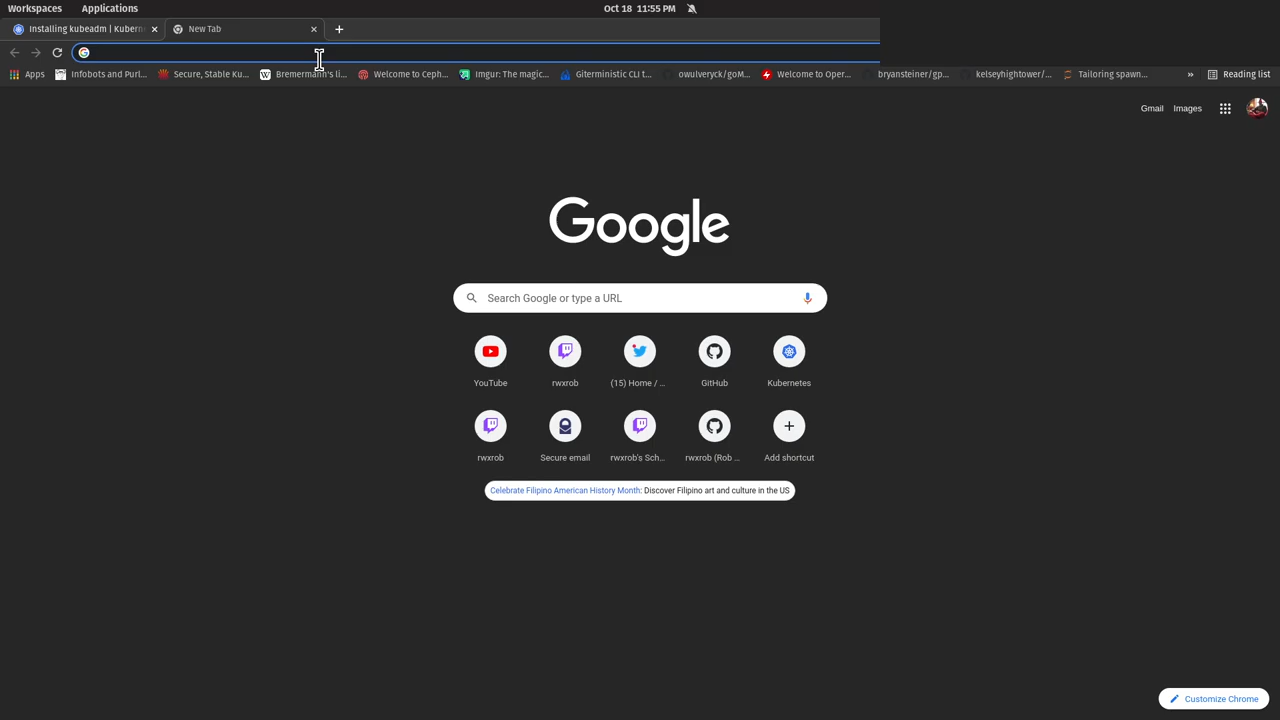 Workspaces Applications Oct 18 11:55 PM
Installing kubeadm | Kubern New Tab
Apps Infobots and Purl... Secure, Stable Ku... Bremermann's li... Welcome to Ceph... Imgur: The magic... Giterministic CLI t... owulveryck/goM... Welcome to Oper... bryansteiner/gp... kelseyhightower/... Tailoring spawn... » Reading list
Gmail Images
Google
Search Google or type a URL
YouTube rwxrob (15) Home / ... GitHub Kubernetes
rwxrob Secure email rwxrob's Sch... rwxrob (Rob ... Add shortcut
Celebrate Filipino American History Month: Discover Filipino art and culture in the US
Customize Chrome